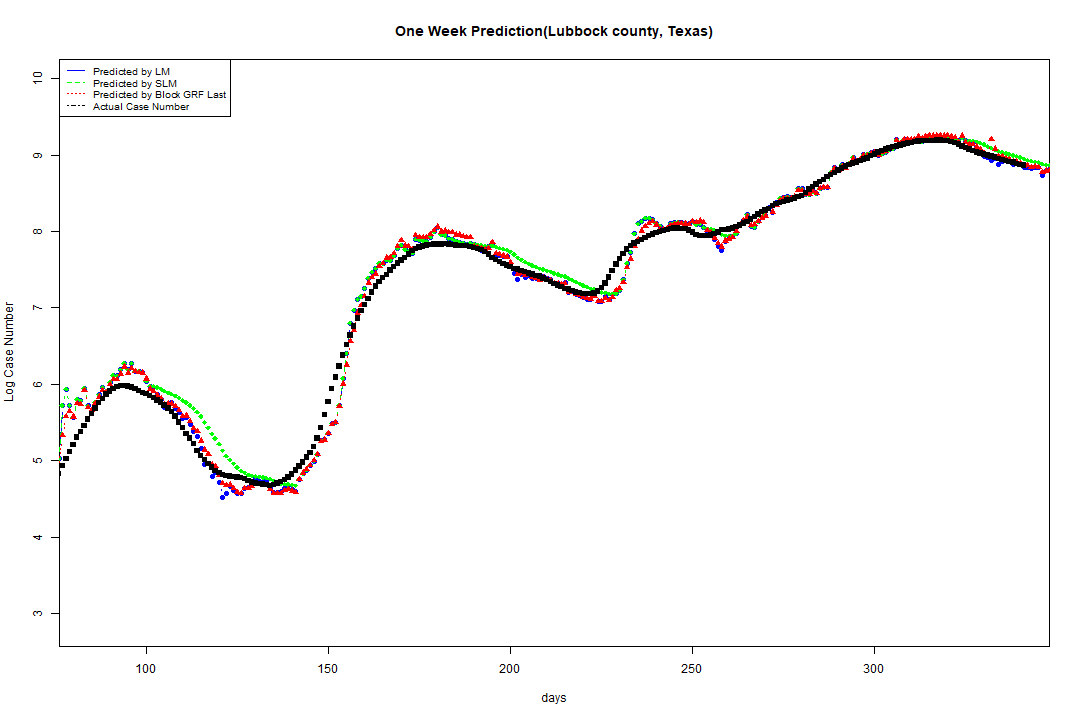 One Week Prediction(Lubbock county, Texas)
Predicted by LM
Predicted by SLM
Predicted by Block GRF Last
Actual Case Number
10
9
8
7
6
5
4
3
Log Case Number
100 150 200 250 300
days